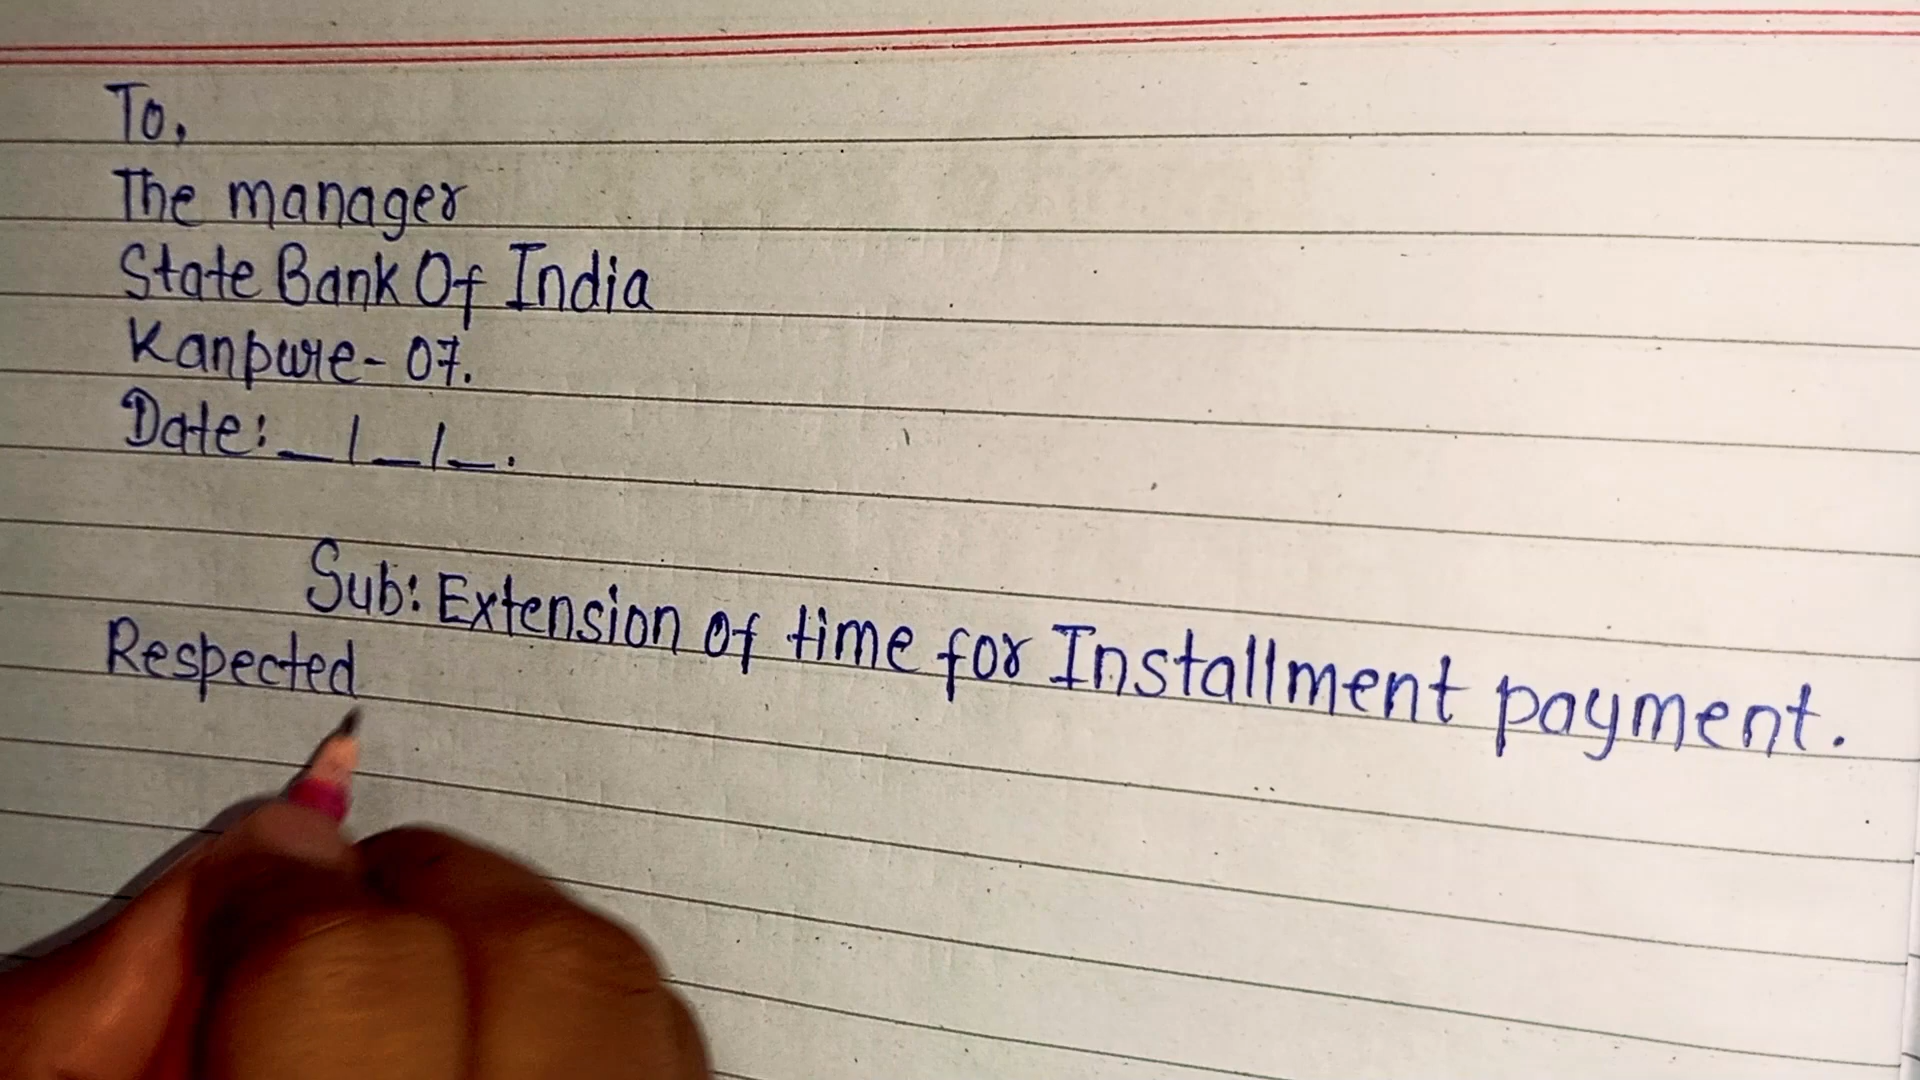 To,
The manager
State Bank Of India
Kanpure- 07.
Date: _/_/_.
Sub: Extension of time for Installment payment.
Respected